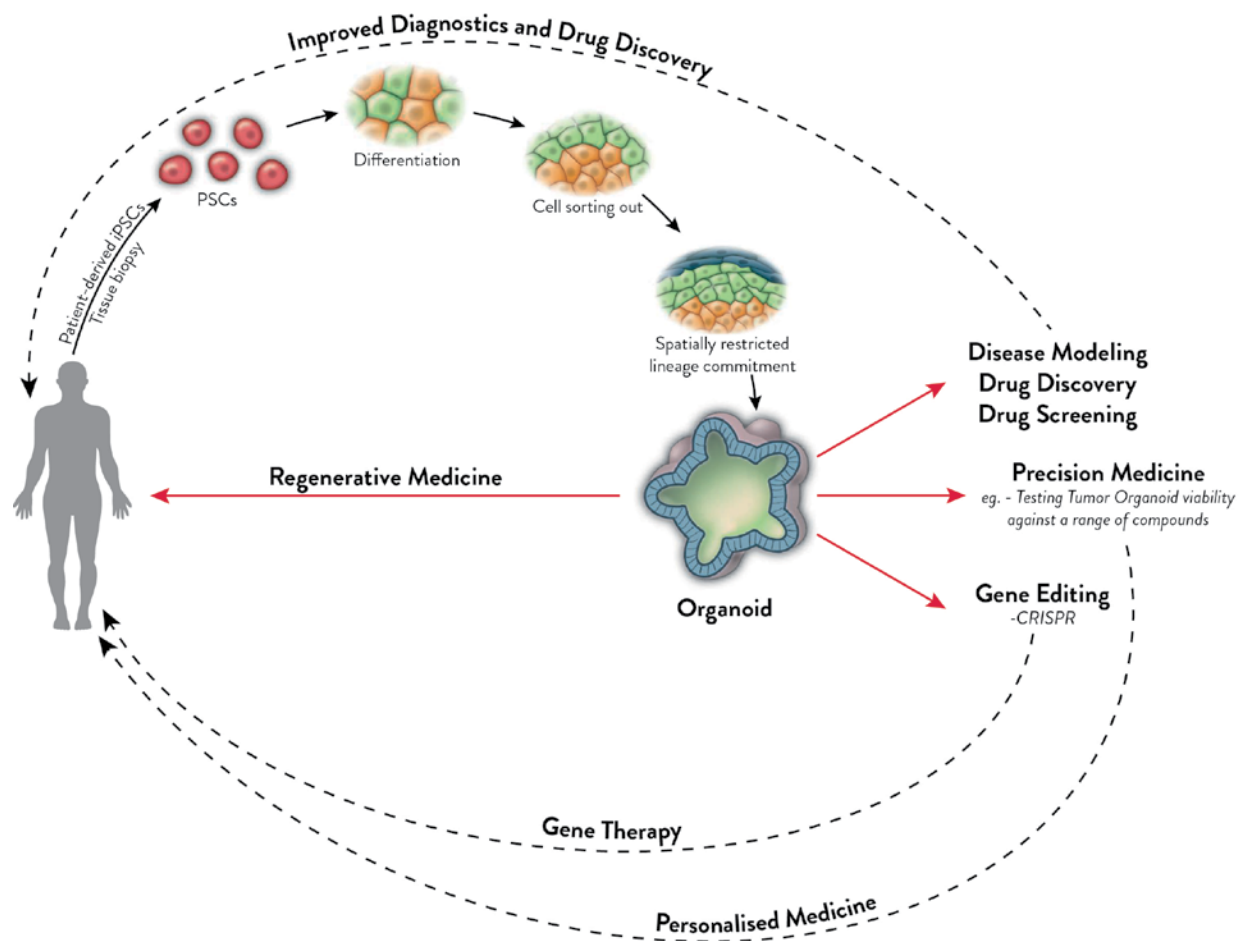 Improved Diagnostics and Drug Discovery
Differentiation
PSCs
Cell sorting out
Patient-derived iPSCs
Tissue biopsy
Spatially restricted
lineage commitment
Disease Modeling
Drug Discovery
Drug Screening
Regenerative Medicine
Precision Medicine
eg. - Testing Tumor Organoid viability
against a range of compounds
Organoid
Gene Editing
-CRISPR
Gene Therapy
Personalised Medicine